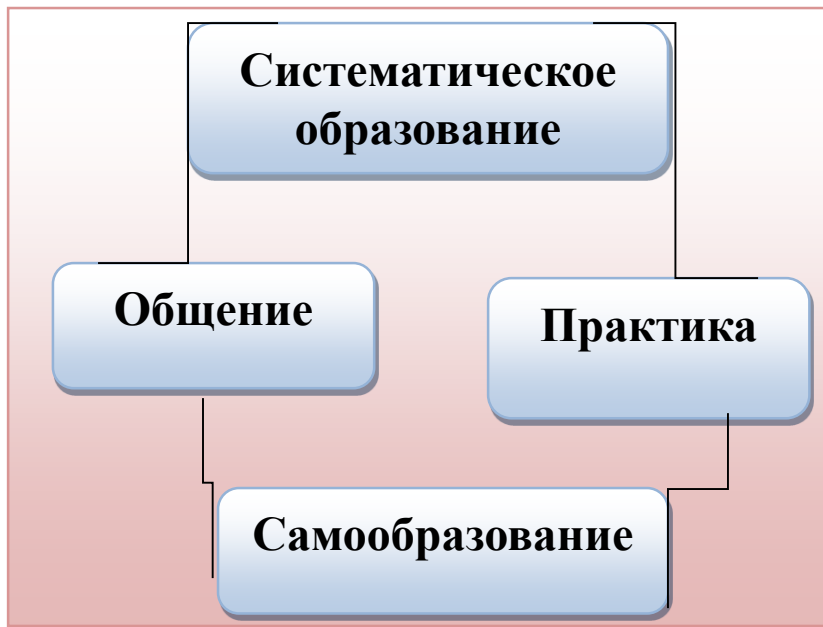 Систематическое
образование
Общение
Практика
Самообразование